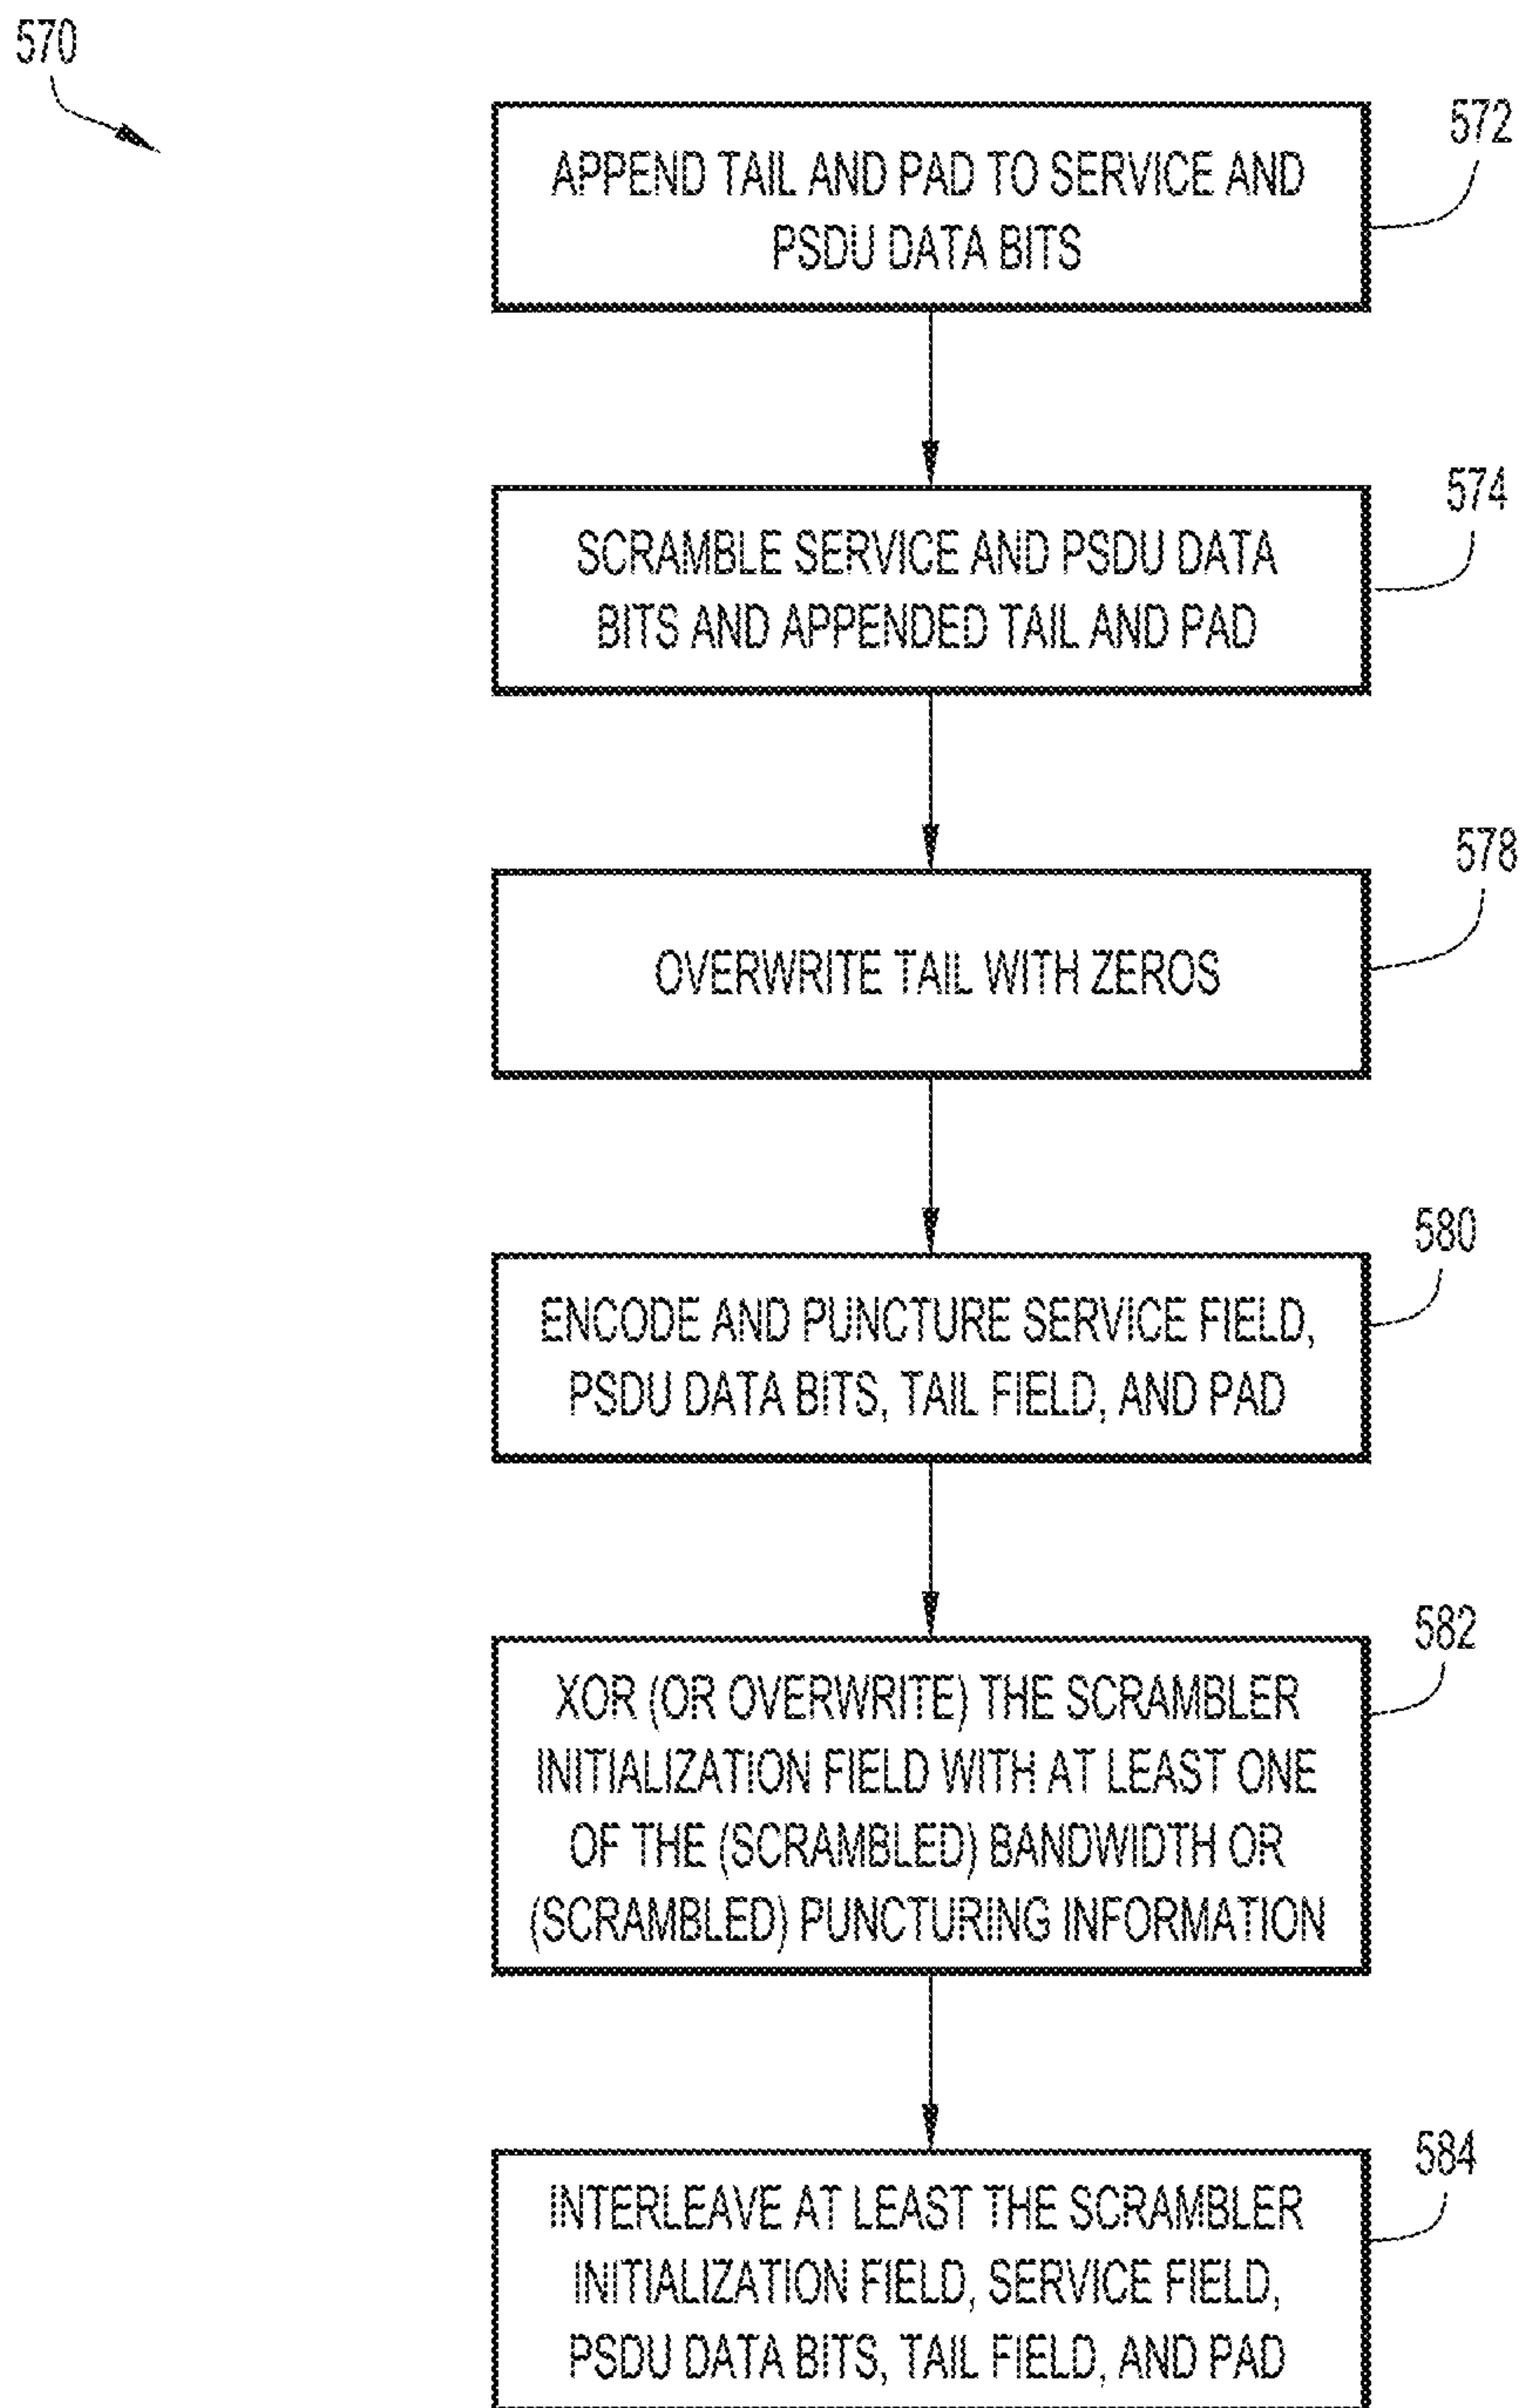 570
572
APPEND TAIL AND PAD TO SERVICE AND
PSDU DATA BITS
574
SCRAMBLE SERVICE AND PSDU DATA
BITS AND APPENDED TAIL AND PAD
578
OVERWRITE TAIL WITH ZEROS
580
ENCODE AND PUNCTURE SERVICE FIELD,
PSDU DATA BITS, TAIL FIELD, AND PAD
582
XOR (OR OVERWRITE) THE SCRAMBLER
INITIALIZATION FIELD WITH AT LEAST ONE
OF THE (SCRAMBLED) BANDWIDTH OR
(SCRAMBLED) PUNCTURING INFORMATION
584
INTERLEAVE AT LEAST THE SCRAMBLER
INITIALIZATION FIELD, SERVICE FIELD,
PSDU DATA BITS, TAIL FIELD, AND PAD